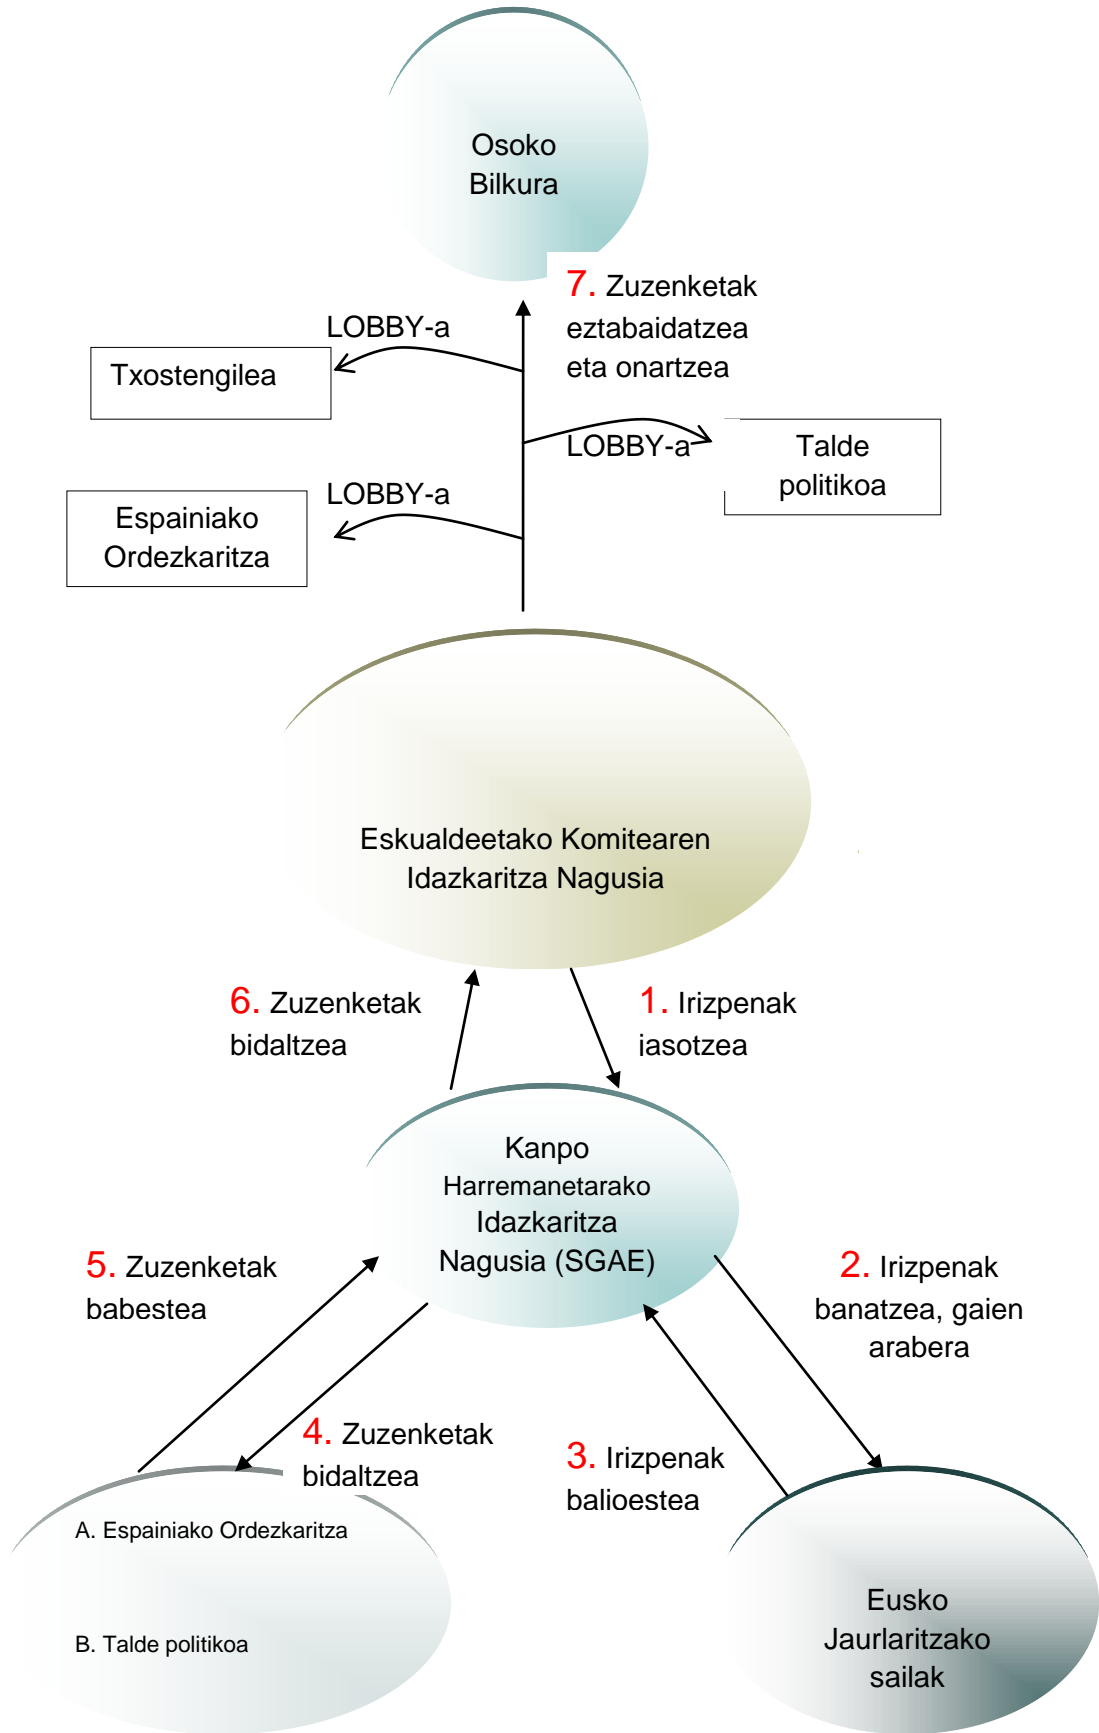 Osoko
Bilkura
7. Zuzenketak
eztabaidatzea
eta onartzea
LOBBY-a
Txostengilea
LOBBY-a
Talde
politikoa
LOBBY-a
Espainiako
Ordezkaritza
Eskualdeetako Komitearen
Idazkaritza Nagusia
6. Zuzenketak
bidaltzea
1. Irizpenak
jasotzea
Kanpo
Harremanetarako
Idazkaritza
Nagusia (SGAE)
5. Zuzenketak
babestea
2. Irizpenak
banatzea, gaien
arabera
4. Zuzenketak
bidaltzea
3. Irizpenak
balioestea
A. Espainiako Ordezkaritza
B. Talde politikoa
Eusko
Jaurlaritzako
sailak